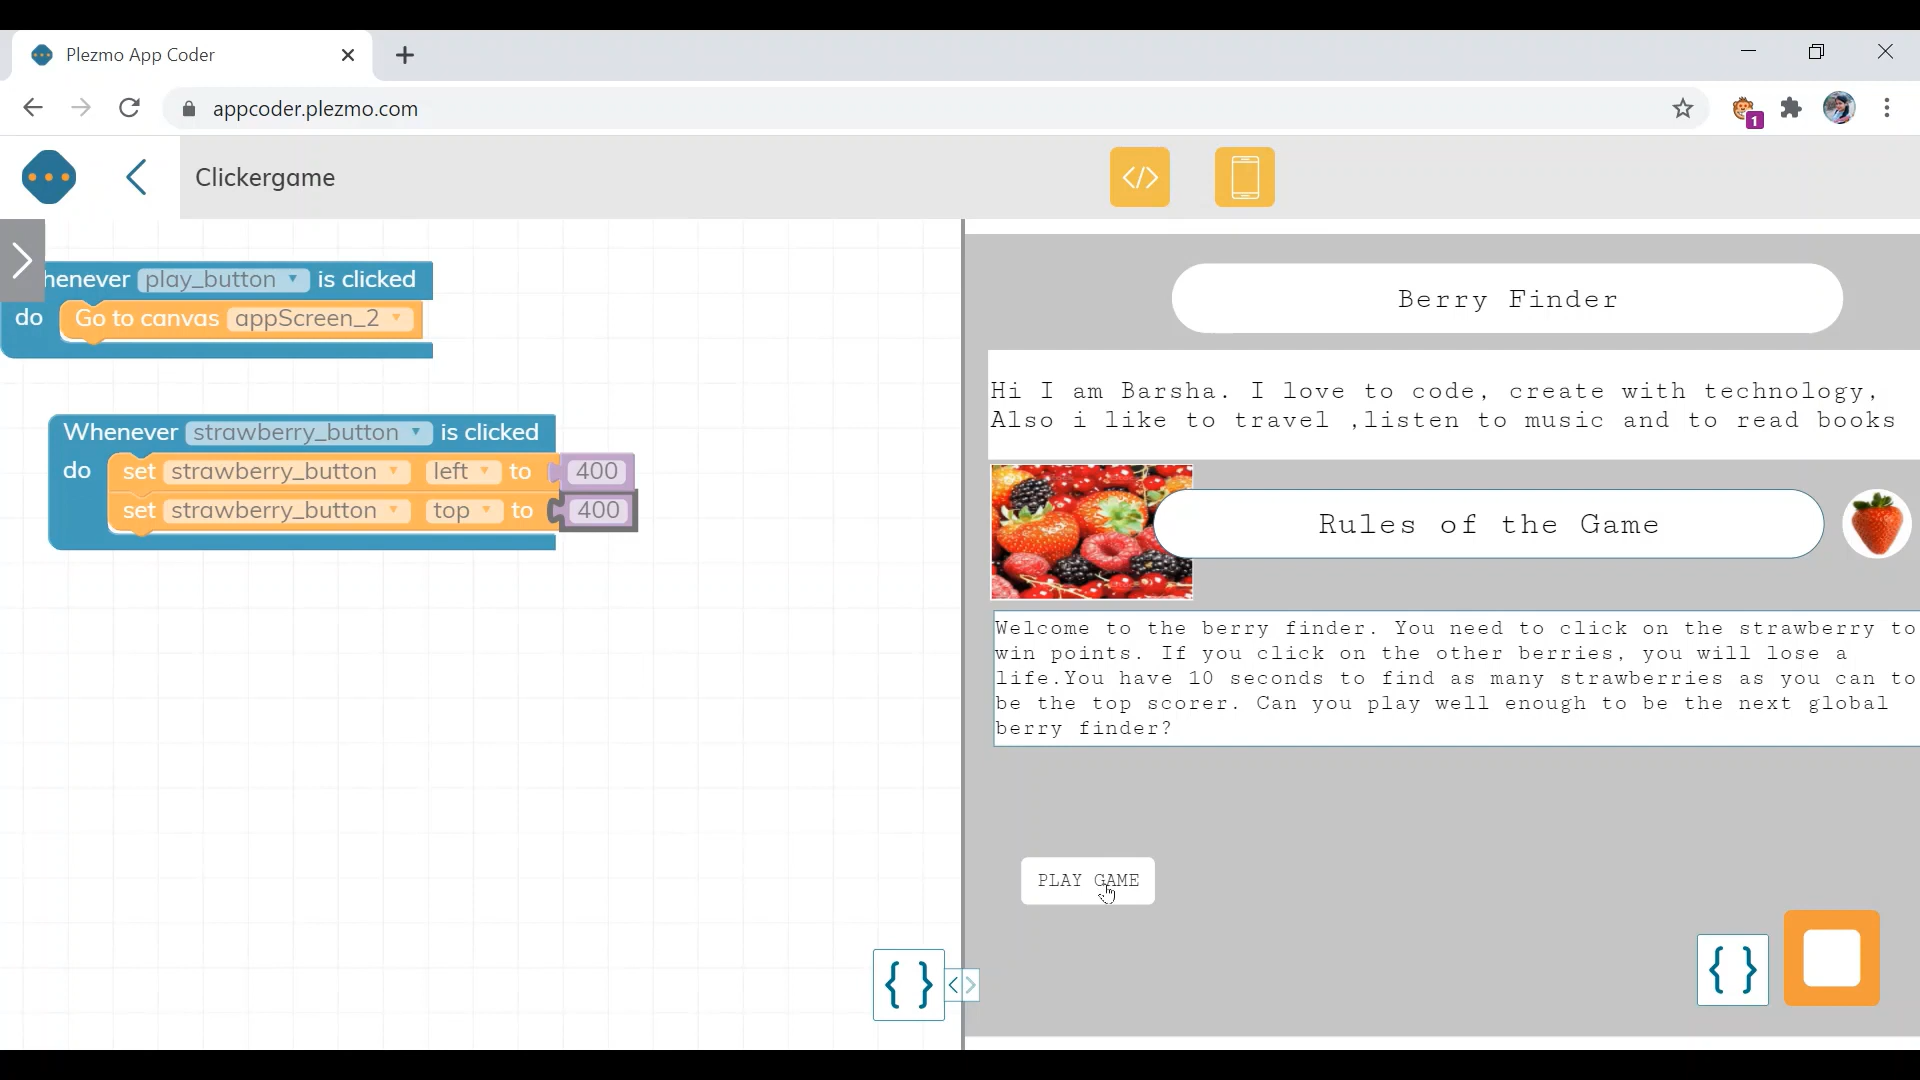 Plezmo App Coder
appcoder.plezmo.com
1
Clickergame
henever play_button is clicked
do Go to canvas appScreen_2
Whenever strawberry_button is clicked
do set strawberry_button left to 400
set strawberry_button top to 400
Berry Finder
Hi I am Barsha. I love to code, create with technology,
Also i like to travel ,listen to music and to read books
Rules of the Game
Welcome to the berry finder. You need to click on the strawberry to
win points. If you click on the other berries, you will lose a
life.You have 10 seconds to find as many strawberries as you can to
be the top scorer. Can you play well enough to be the next global
berry finder?
PLAY GAME